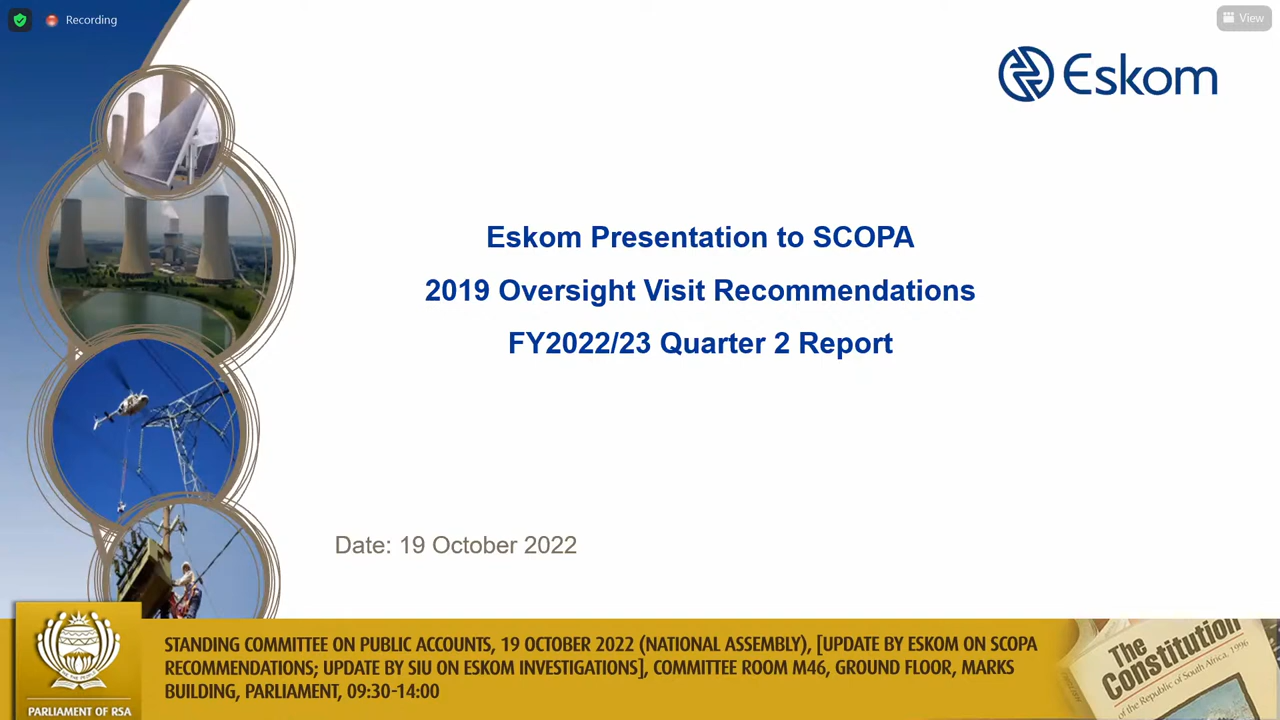 Recording
View
Eskom
Eskom Presentation to SCOPA
2019 Oversight Visit Recommendations
FY2022/23 Quarter 2 Report
Date: 19 October 2022
STANDING COMMITTEE ON PUBLIC ACCOUNTS, 19 OCTOBER 2022 (NATIONAL ASSEMBLY), [UPDATE BY ESKOM ON SCOPA
RECOMMENDATIONS; UPDATE BY SIU ON ESKOM INVESTIGATIONS], COMMITTEE ROOM M46, GROUND FLOOR, MARKS
BUILDING, PARLIAMENT, 09:30-14:00
PARLIAMENT OF RSA
The
Constitution
of the Republic of South Africa, 1996